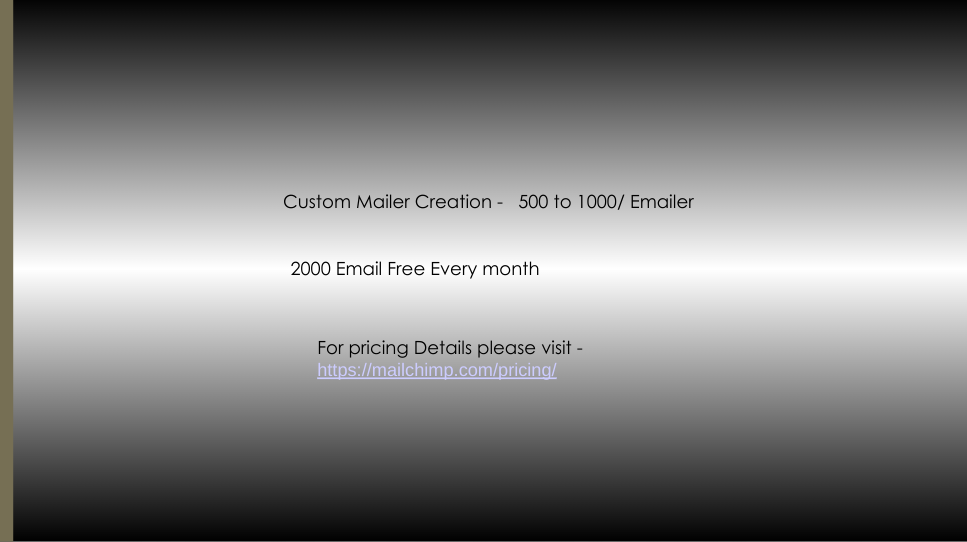 Custom Mailer Creation -   500 to 1000/ Emailer
2000 Email Free Every month
For pricing Details please visit -
https://mailchimp.com/pricing/